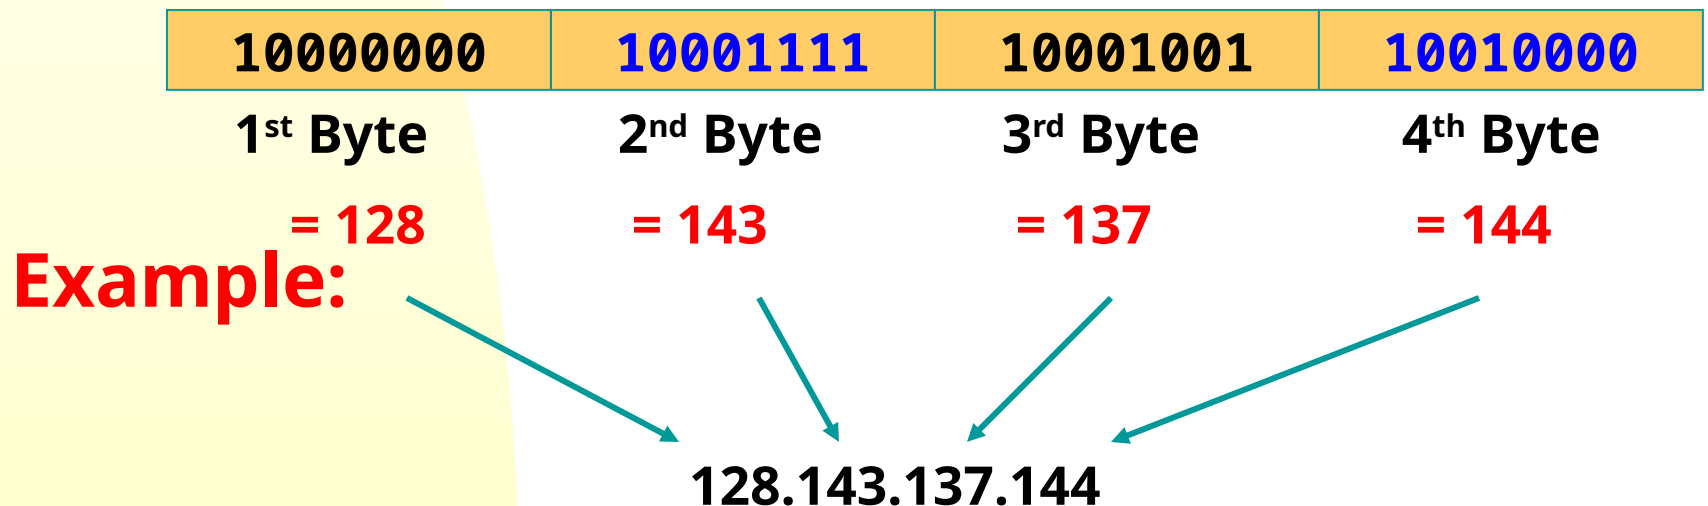 10000000 10001111 10001001 10010000
1st Byte 2nd Byte 3rd Byte 4th Byte
= 128 = 143 = 137 = 144
Example:
128.143.137.144